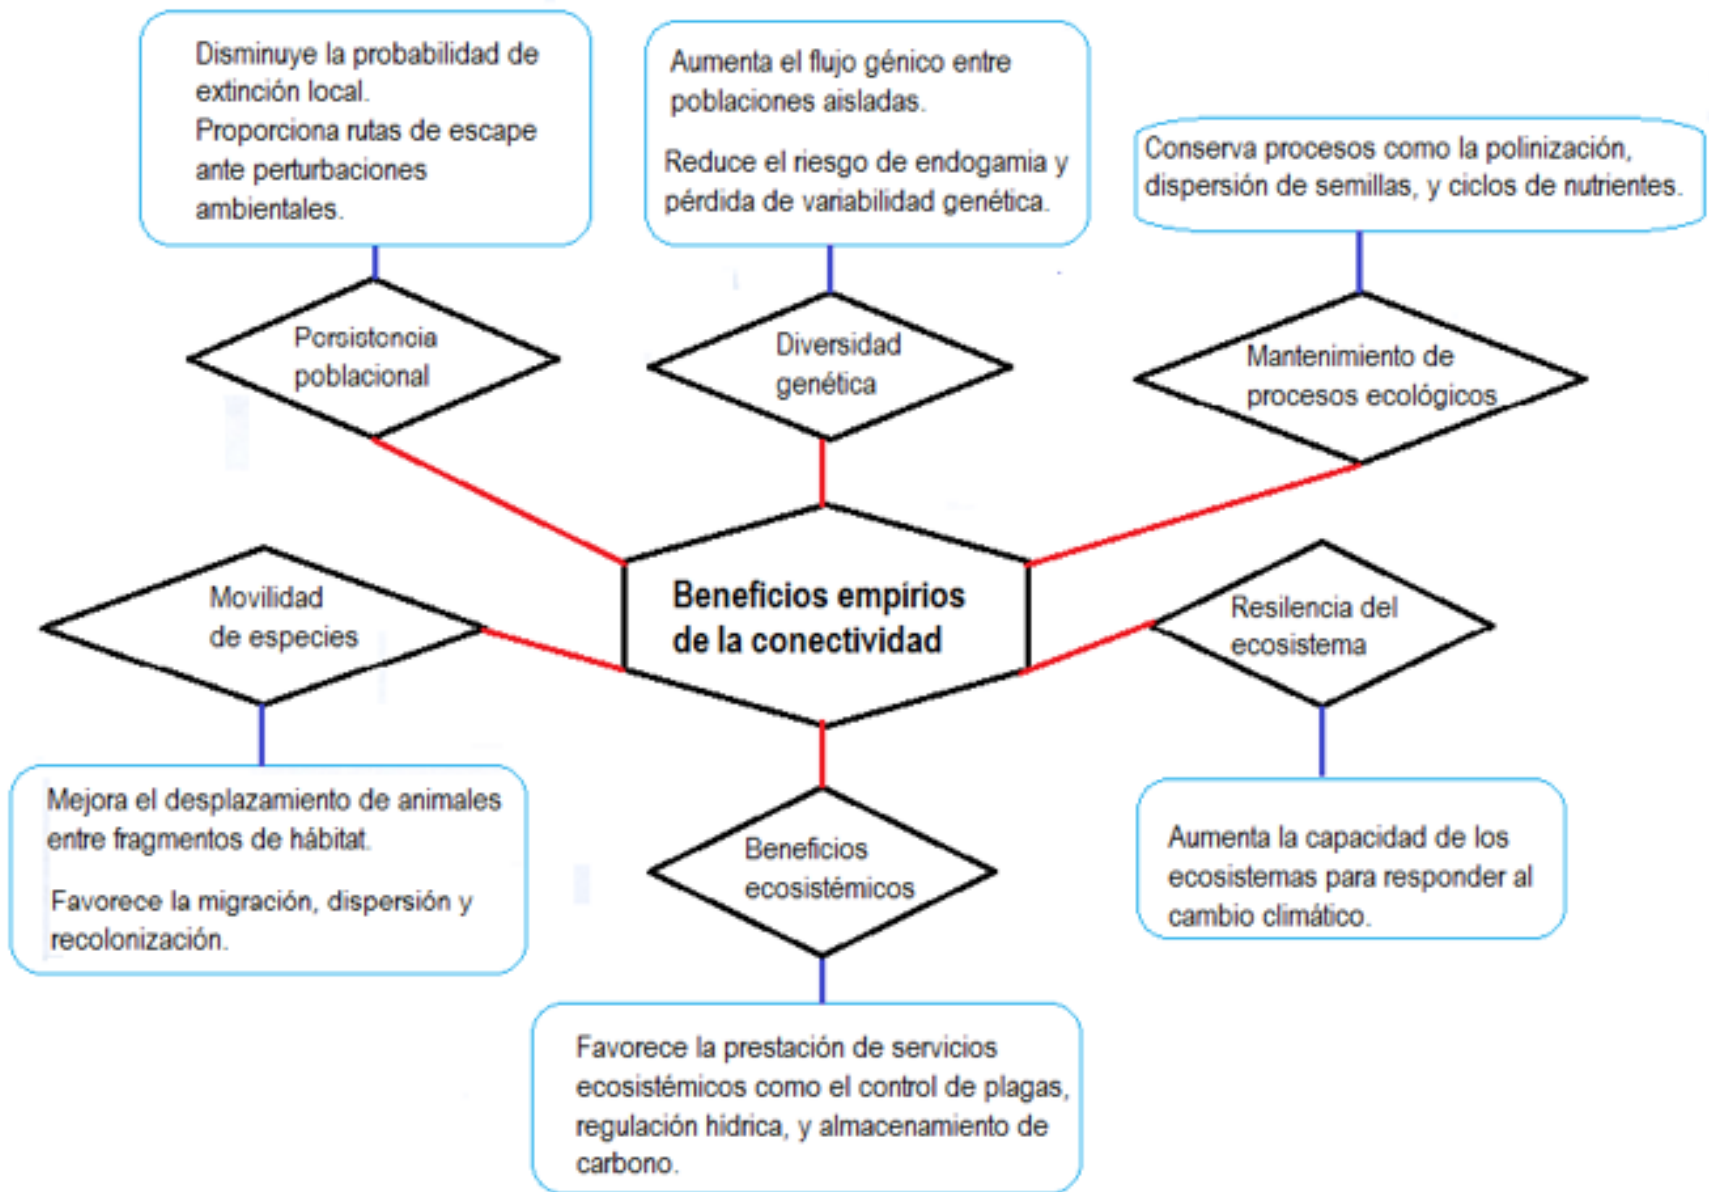 Disminuye la probabilidad de
extinción local.
Proporciona rutas de escape
ante perturbaciones
ambientales.
Aumenta el flujo génico entre
poblaciones aisladas.
Reduce el riesgo de endogamia y
pérdida de variabilidad genética.
Conserva procesos como la polinización,
dispersión de semillas, y ciclos de nutrientes.
Porsistoncia
poblacional
Diversidad
genética
Mantenimiento de
procesos ecológicos
Movilidad
de especies
Beneficios empirios
de la conectividad
Resilencia del
ecosistema
Mejora el desplazamiento de animales
entre fragmentos de hábitat.
Favorece la migración, dispersión y
recolonización.
Beneficios
ecosistémicos
Aumenta la capacidad de los
ecosistemas para responder al
cambio climático.
Favorece la prestación de servicios
ecosistémicos como el control de plagas,
regulación hídrica, y almacenamiento de
carbono.